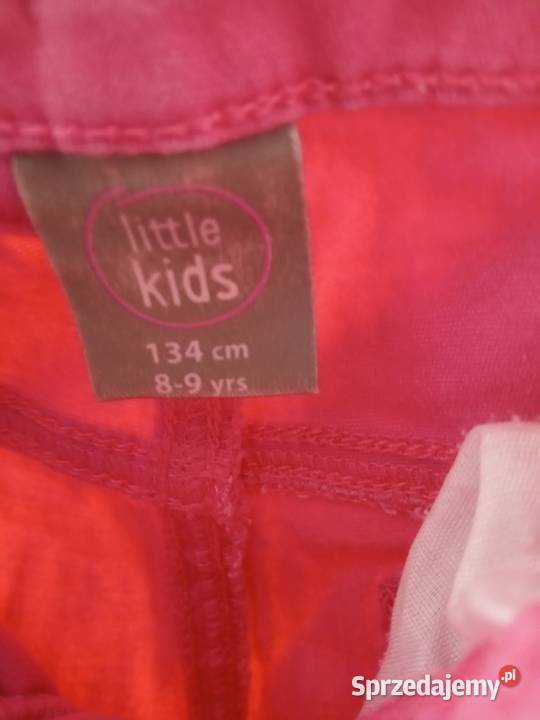 little
kids
134 cm
8-9 yrs
Sprzedajemy.pl